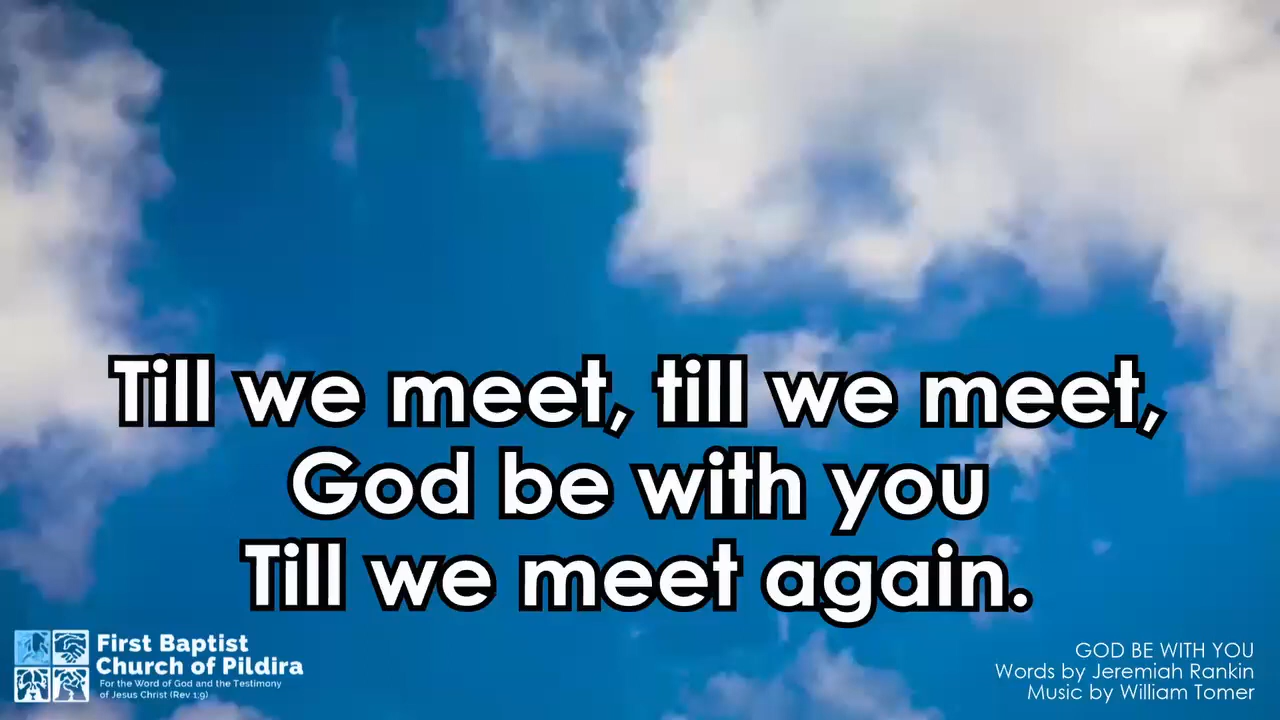 Till we meet, till we meet,
God be with you
Till we meet again.
First Baptist
Church of Pildira
For the Word of God and the Testimony
of Jesus Christ (Rev 1:9)
GOD BE WITH YOU
Words by Jeremiah Rankin
Music by William Tomer